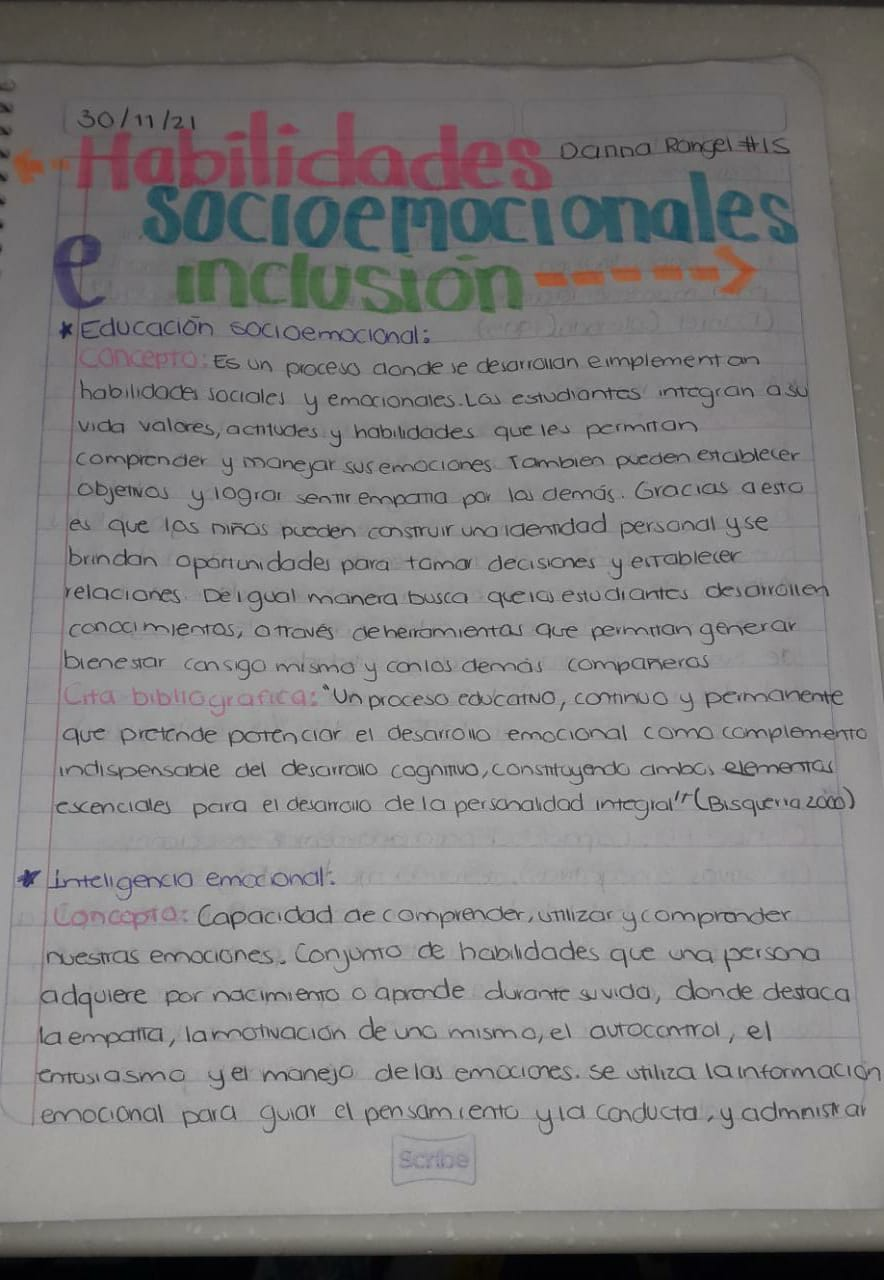 30/11/21
Danna Rangel #15
Habilidades
socioemocionales
e inclusión
* Educación socioemocional:
Concepto: Es un proceso donde se desarrollan e implementan
habilidades sociales y emocionales. Los estudiantes integran a su
vida valores, actitudes y habilidades que les permitan
comprender y manejar sus emociones. Tambien pueden establecer
objetivos y lograr sentir empatia por los demás. Gracias a esto
es que los niños pueden construir una identidad personal y se
brindan oportunidades para tomar decisiones y establecer
relaciones. De igual manera busca que los estudiantes desarrollen
conocimientos, a través de herramientas que permitan generar
bienestar consigo mismo y con los demás compañeros
Cita bibliografica: "Un proceso educativo, continuo y permanente
que pretende potenciar el desarrollo emocional como complemento
indispensable del desarrollo cognitivo, constituyendo ambos elementos
escenciales para el desarrollo de la personalidad integral" (Bisquerra 2000)
* Inteligencia emocional:
Concepto: Capacidad de comprender, utilizar y comprender
nuestras emociones. Conjunto de habilidades que una persona
adquiere por nacimiento o aprende durante su vida, donde destaca
la empatía, la motivación de uno mismo, el autocontrol, el
entusiasmo y el manejo de las emociones. Se utiliza la información
emocional para guiar el pensamiento y la conducta, y administrar
Scribe